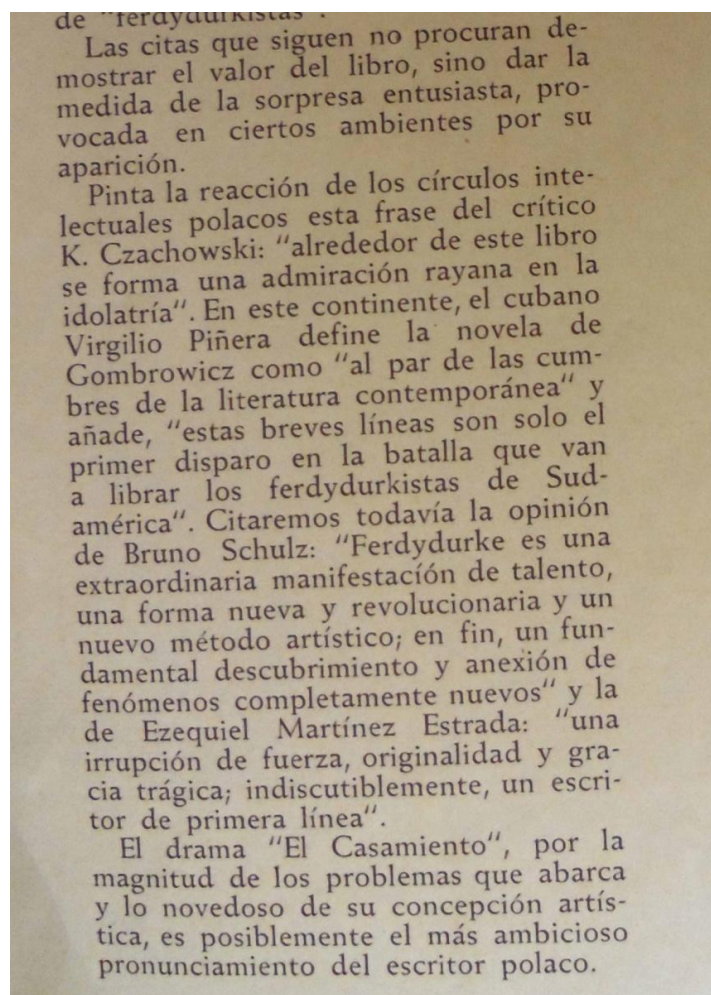 de "ferdydurkistas".
Las citas que siguen no procuran de-
mostrar el valor del libro, sino dar la
medida de la sorpresa entusiasta, pro-
vocada en ciertos ambientes por su
aparición.
Pinta la reacción de los círculos inte-
lectuales polacos esta frase del crítico
K. Czachowski: "alrededor de este libro
se forma una admiración rayana en la
idolatría". En este continente, el cubano
Virgilio Piñera define la novela de
Gombrowicz como "al par de las cum-
bres de la literatura contemporánea" y
añade, "estas breves líneas son solo el
primer disparo en la batalla que van
a librar los ferdydurkistas de Sud-
américa". Citaremos todavía la opinión
de Bruno Schulz: "Ferdydurke es una
extraordinaria manifestacíón de talento,
una forma nueva y revolucionaria y un
nuevo método artístico; en fin, un fun-
damental descubrimiento y anexión de
fenómenos completamente nuevos" y la
de Ezequiel Martínez Estrada: "una
irrupción de fuerza, originalidad y gra-
cia trágica; indiscutiblemente, un escri-
tor de primera línea".
El drama "El Casamiento", por la
magnitud de los problemas que abarca
y lo novedoso de su concepción artís-
tica, es posiblemente el más ambicioso
pronunciamiento del escritor polaco.